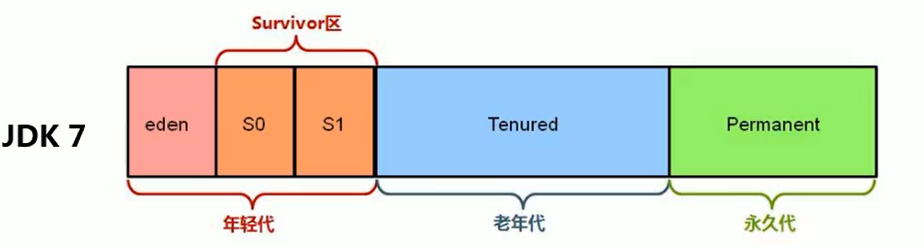 Survivor区
JDK 7
eden
S0
S1
Tenured
Permanent
年轻代
老年代
永久代